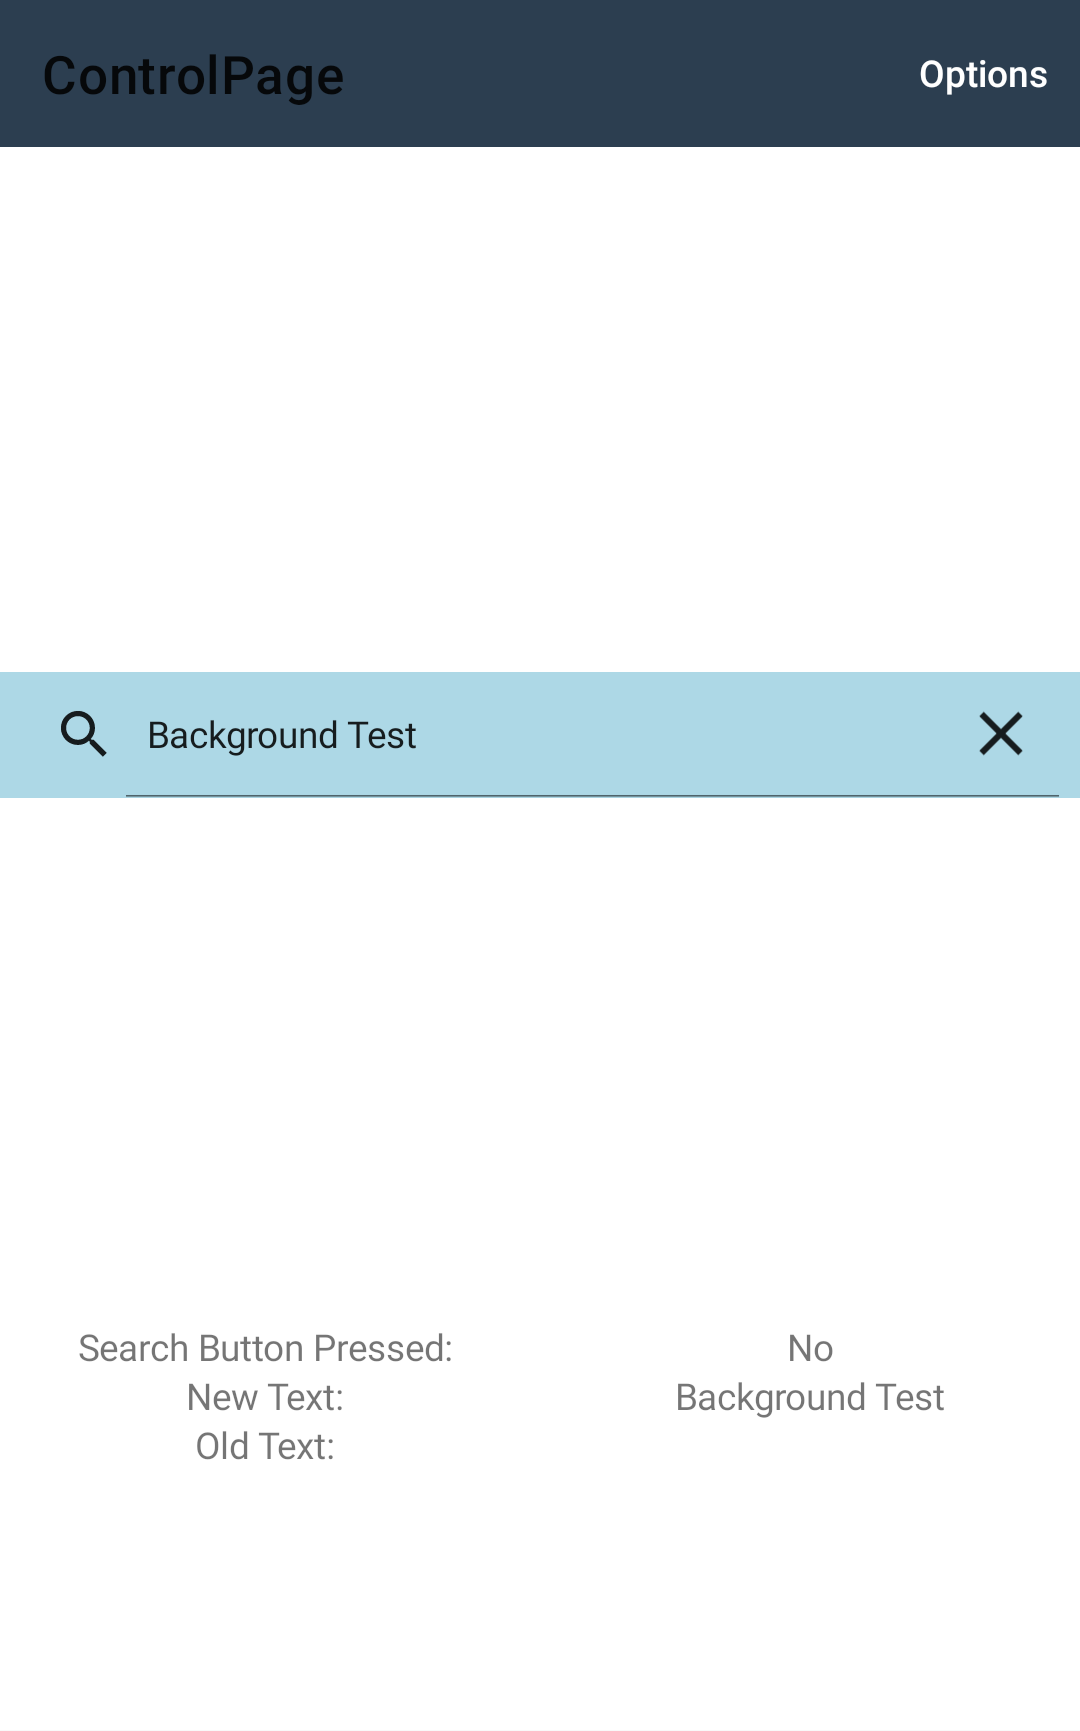 ControlPage
Options
Background Test
Search Button Pressed: No
New Text: Background Test
Old Text: